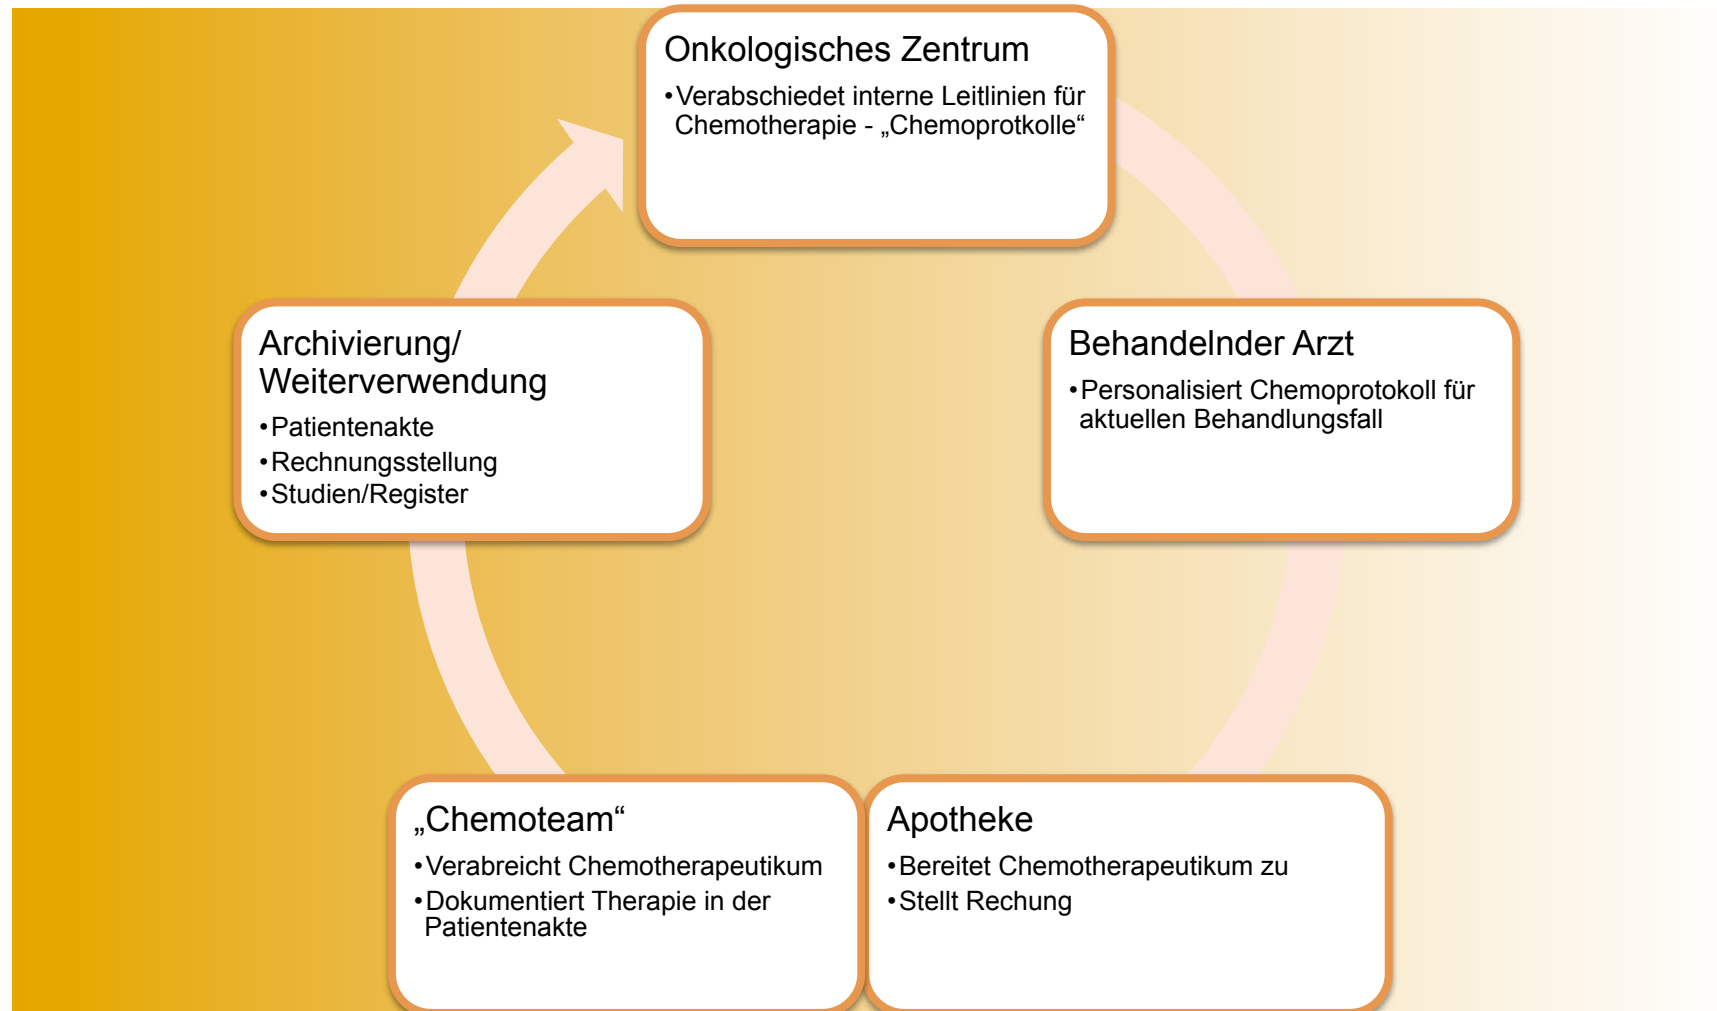 Onkologisches Zentrum
•Verabschiedet interne Leitlinien für
Chemotherapie - „Chemoprotkolle“
Behandelnder Arzt
•Personalisiert Chemoprotokoll für
aktuellen Behandlungsfall
Apotheke
•Bereitet Chemotherapeutikum zu
•Stellt Rechung
„Chemoteam“
•Verabreicht Chemotherapeutikum
•Dokumentiert Therapie in der
Patientenakte
Archivierung/
Weiterverwendung
•Patientenakte
•Rechnungsstellung
•Studien/Register